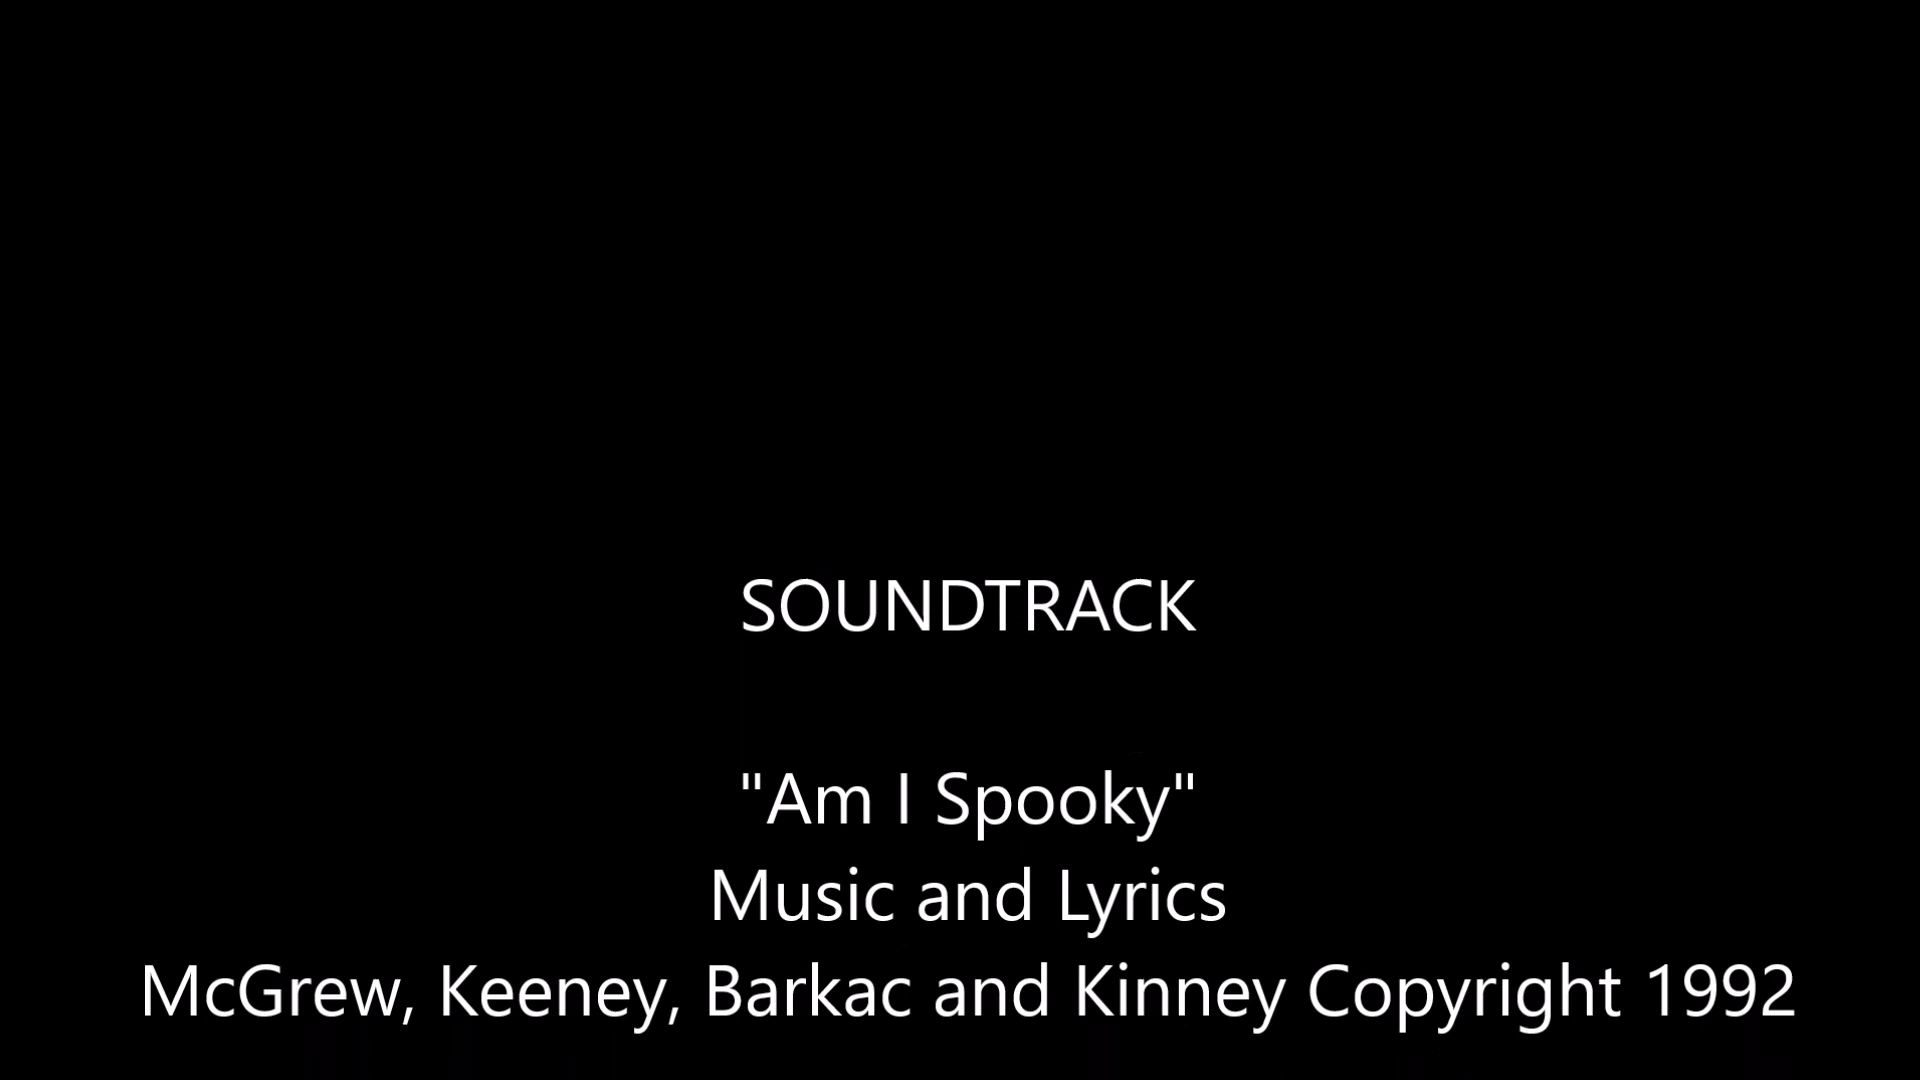 SOUNDTRACK
"Am I Spooky"
Music and Lyrics
McGrew, Keeney, Barkac and Kinney Copyright 1992